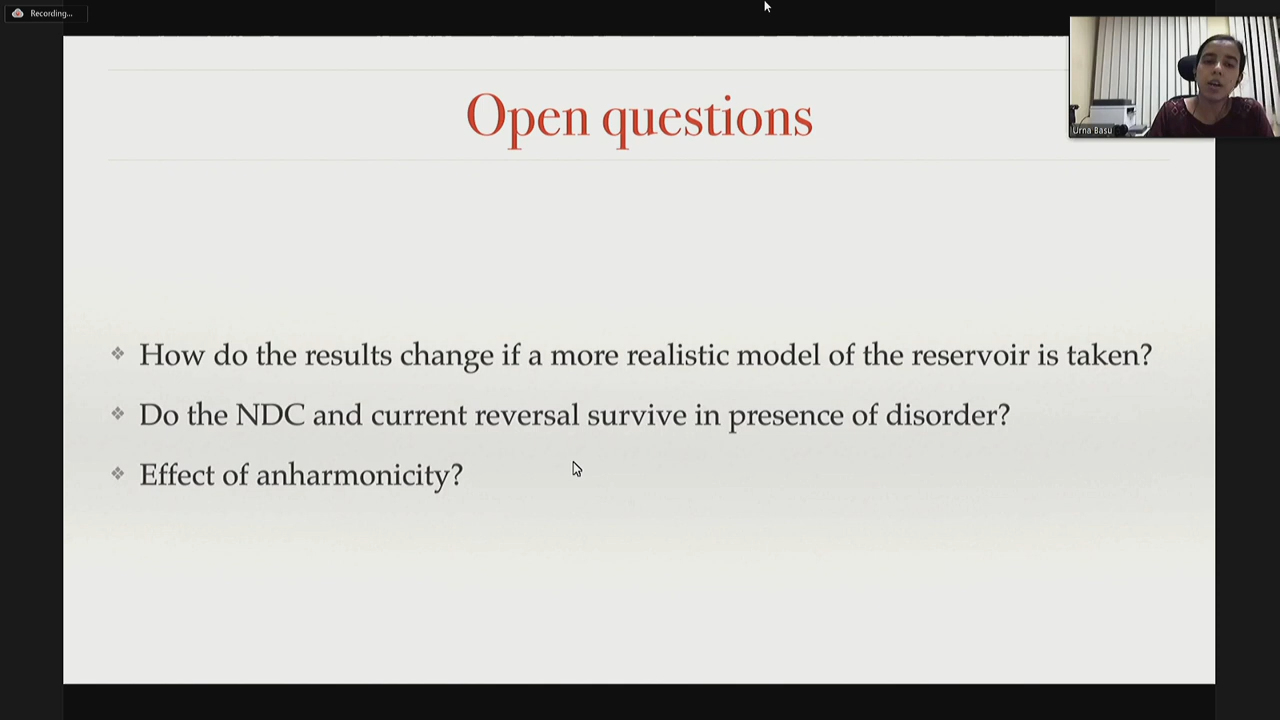 Recording...
Open questions
Urna Basu
❖ How do the results change if a more realistic model of the reservoir is taken?
❖ Do the NDC and current reversal survive in presence of disorder?
❖ Effect of anharmonicity?